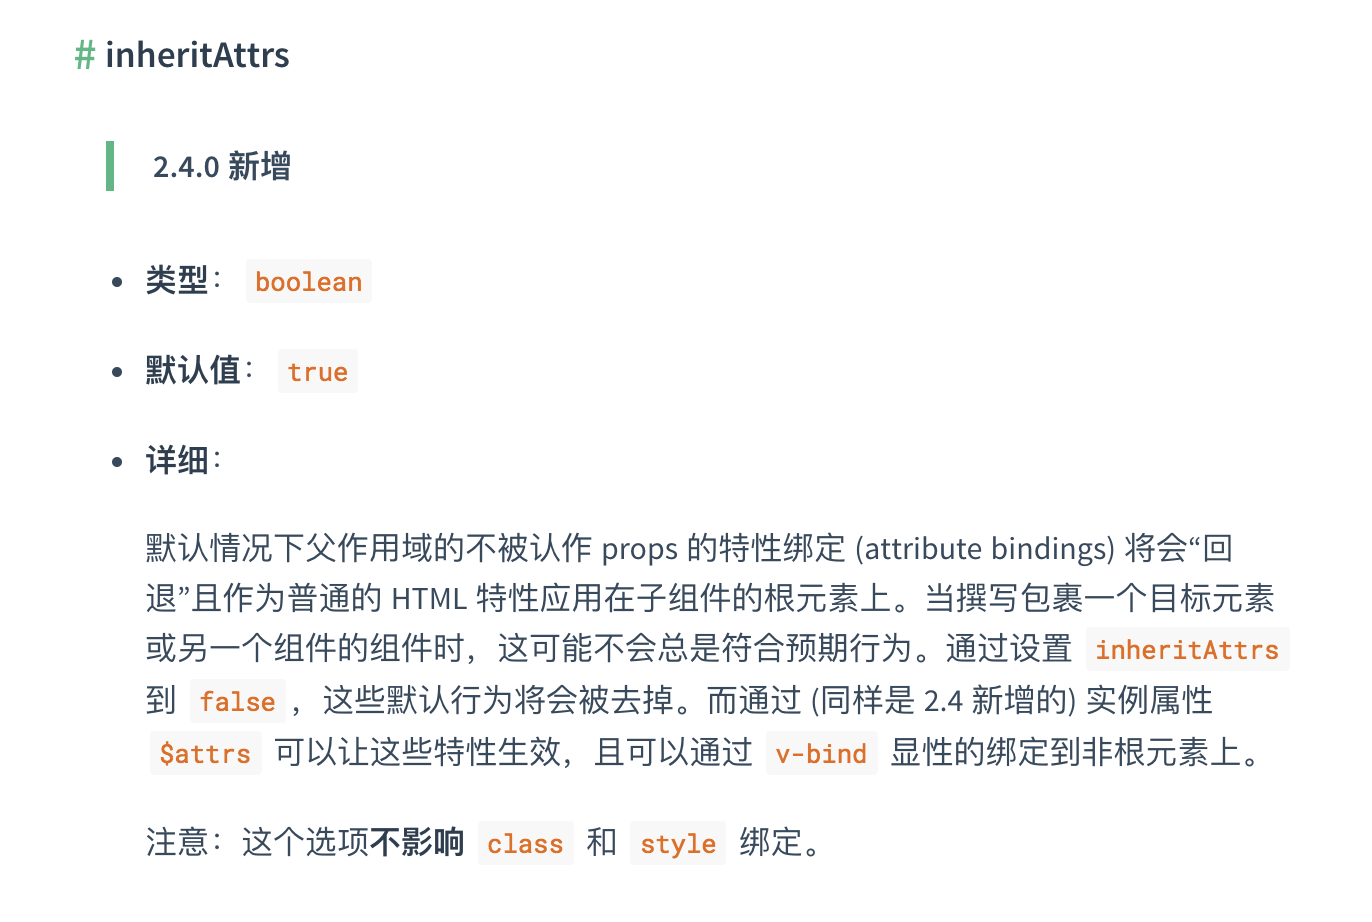 # inheritAttrs
2.4.0 新增
类型： boolean
默认值： true
详细：
默认情况下父作用域的不被认作 props 的特性绑定 (attribute bindings) 将会“回
退”且作为普通的 HTML 特性应用在子组件的根元素上。当撰写包裹一个目标元素
或另一个组件的组件时，这可能不会总是符合预期行为。通过设置 inheritAttrs
到 false ，这些默认行为将会被去掉。而通过 (同样是 2.4 新增的) 实例属性
$attrs 可以让这些特性生效，且可以通过 v-bind 显性的绑定到非根元素上。
注意：这个选项不影响 class 和 style 绑定。